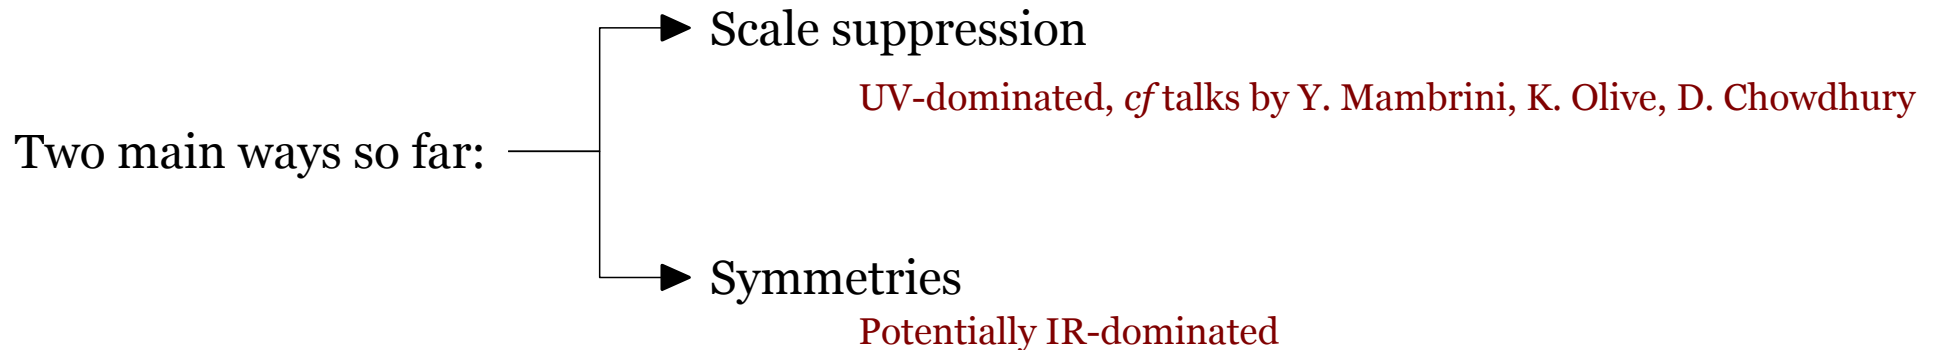 Scale suppression
UV-dominated, cf talks by Y. Mambrini, K. Olive, D. Chowdhury
Two main ways so far:
Symmetries
Potentially IR-dominated